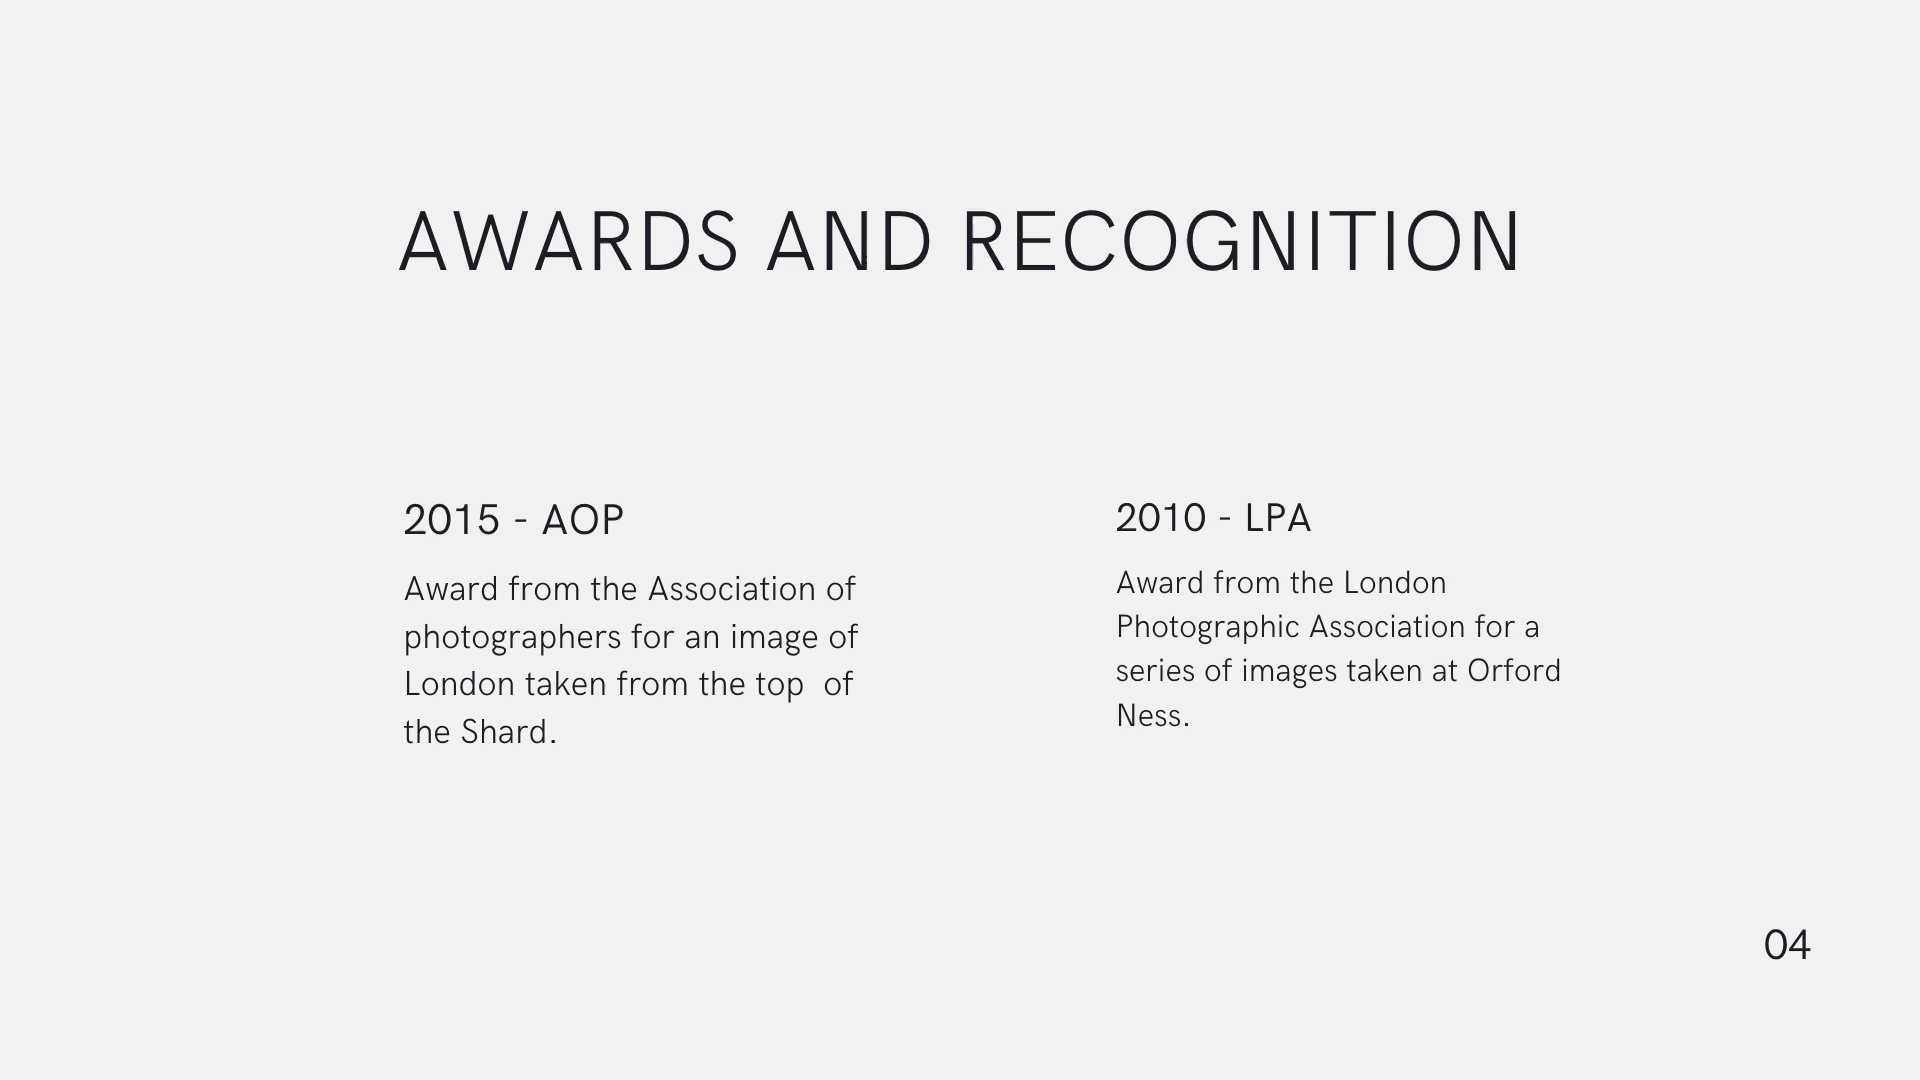 AWARDS AND RECOGNITION
2015 - AOP
Award from the Association of
photographers for an image of
London taken from the top  of
the Shard.
2010 - LPA
Award from the London
Photographic Association for a
series of images taken at Orford
Ness.
04